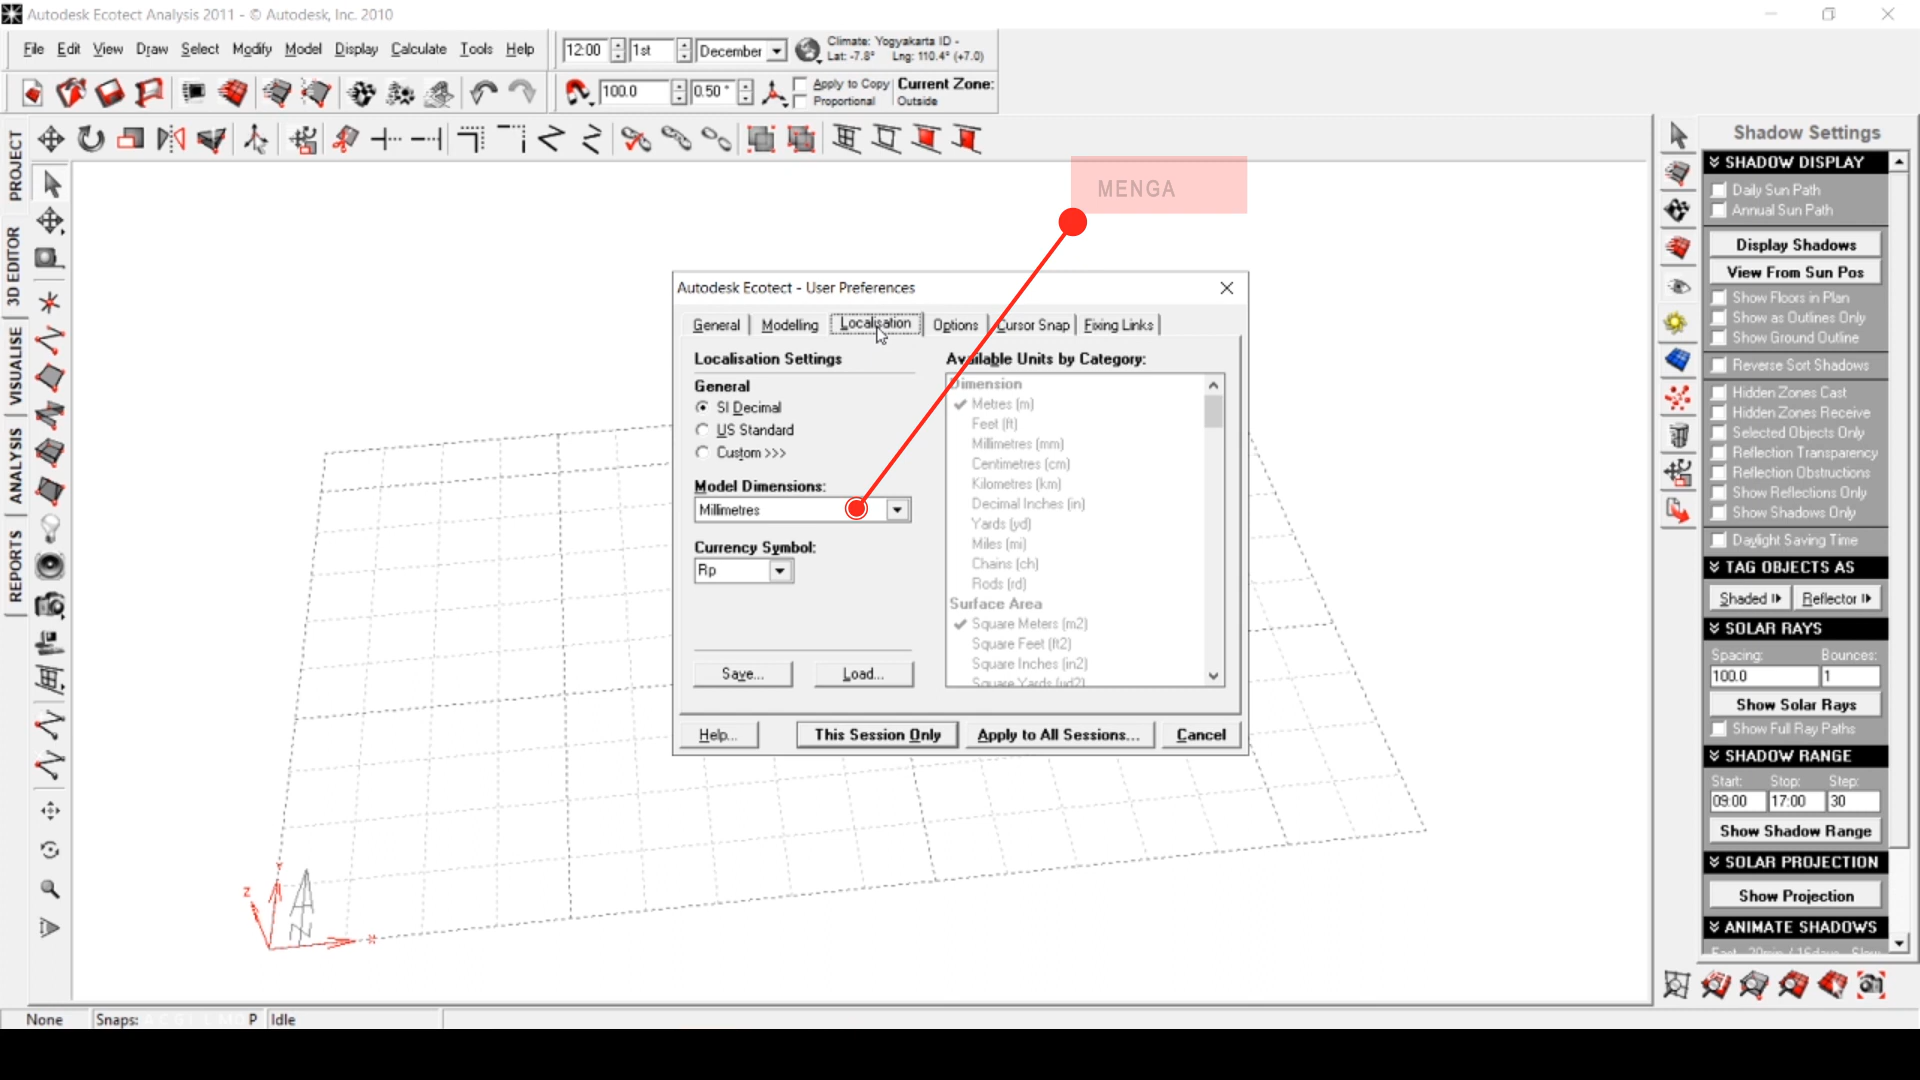 Autodesk Ecotect Analysis 2011 - © Autodesk, Inc. 2010
File Edit View Draw Select Modify Model Display Calculate Tools Help
12:00 1st December
Climate: Yogyakarta ID -
Lat: -7.8° Lng: 110.4° (+7.0)
100.0 0.50 °
Apply to Copy
Proportional
Current Zone:
Outside
PROJECT
3D EDITOR
VISUALISE
ANALYSIS
REPORTS
MENGA
Autodesk Ecotect - User Preferences
General Modelling Localisation Options Cursor Snap Fixing Links
Localisation Settings
General
SI Decimal
US Standard
Custom >>>
Model Dimensions:
Millimetres
Currency Symbol:
Rp
Save... Load...
Available Units by Category:
Dimension
Metres (m)
Feet (ft)
Millimetres (mm)
Centimetres (cm)
Kilometres (km)
Decimal Inches (in)
Yards (yd)
Miles (mi)
Chains (ch)
Rods (rd)
Surface Area
Square Meters (m2)
Square Feet (ft2)
Square Inches (in2)
Square Yards (yd2)
Help... This Session Only Apply to All Sessions... Cancel
Z
Y
N
Shadow Settings
SHADOW DISPLAY
Daily Sun Path
Annual Sun Path
Display Shadows
View From Sun Pos
Show Floors in Plan
Show as Outlines Only
Show Ground Outline
Reverse Sort Shadows
Hidden Zones Cast
Hidden Zones Receive
Selected Objects Only
Reflection Transparency
Reflection Obstructions
Show Reflections Only
Show Shadows Only
Daylight Saving Time
TAG OBJECTS AS
Shaded Reflector
SOLAR RAYS
Spacing: Bounces:
100.0 1
Show Solar Rays
Show Full Ray Paths
SHADOW RANGE
Start: Stop: Step:
09:00 17:00 30
Show Shadow Range
SOLAR PROJECTION
Show Projection
ANIMATE SHADOWS
None Snaps: P Idle